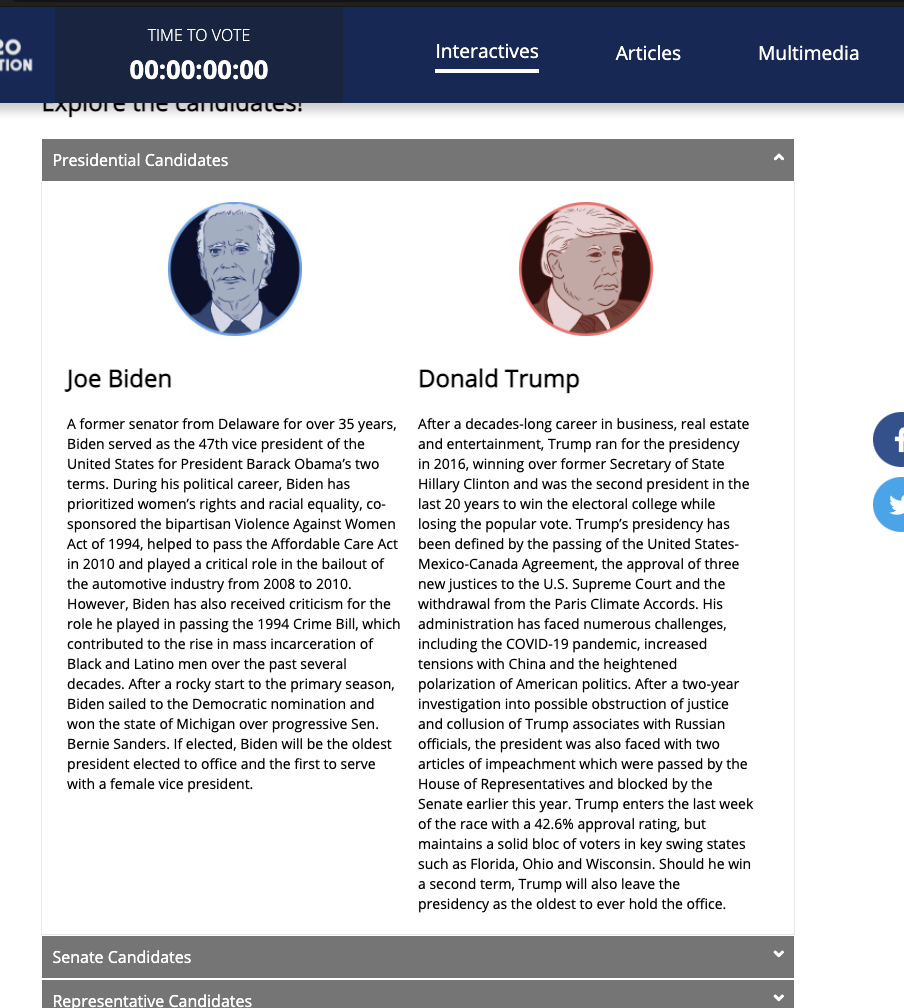 20
TION
TIME TO VOTE
00:00:00:00
Interactives
Articles
Multimedia
Explore the candidates!
Presidential Candidates
Joe Biden
A former senator from Delaware for over 35 years,
Biden served as the 47th vice president of the
United States for President Barack Obama’s two
terms. During his political career, Biden has
prioritized women’s rights and racial equality, co-
sponsored the bipartisan Violence Against Women
Act of 1994, helped to pass the Affordable Care Act
in 2010 and played a critical role in the bailout of
the automotive industry from 2008 to 2010.
However, Biden has also received criticism for the
role he played in passing the 1994 Crime Bill, which
contributed to the rise in mass incarceration of
Black and Latino men over the past several
decades. After a rocky start to the primary season,
Biden sailed to the Democratic nomination and
won the state of Michigan over progressive Sen.
Bernie Sanders. If elected, Biden will be the oldest
president elected to office and the first to serve
with a female vice president.
Donald Trump
After a decades-long career in business, real estate
and entertainment, Trump ran for the presidency
in 2016, winning over former Secretary of State
Hillary Clinton and was the second president in the
last 20 years to win the electoral college while
losing the popular vote. Trump’s presidency has
been defined by the passing of the United States-
Mexico-Canada Agreement, the approval of three
new justices to the U.S. Supreme Court and the
withdrawal from the Paris Climate Accords. His
administration has faced numerous challenges,
including the COVID-19 pandemic, increased
tensions with China and the heightened
polarization of American politics. After a two-year
investigation into possible obstruction of justice
and collusion of Trump associates with Russian
officials, the president was also faced with two
articles of impeachment which were passed by the
House of Representatives and blocked by the
Senate earlier this year. Trump enters the last week
of the race with a 42.6% approval rating, but
maintains a solid bloc of voters in key swing states
such as Florida, Ohio and Wisconsin. Should he win
a second term, Trump will also leave the
presidency as the oldest to ever hold the office.
Senate Candidates
Representative Candidates